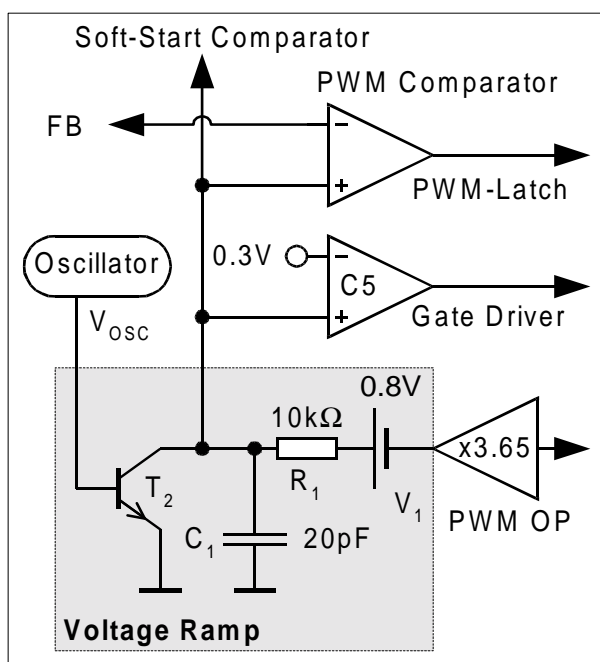 Soft-Start Comparator
PWM Comparator
FB
PWM-Latch
Oscillator
0.3V
C5
Gate Driver
VOSC
0.8V
10kΩ
x3.65
T2
R1
V1
PWM OP
C1
20pF
Voltage Ramp